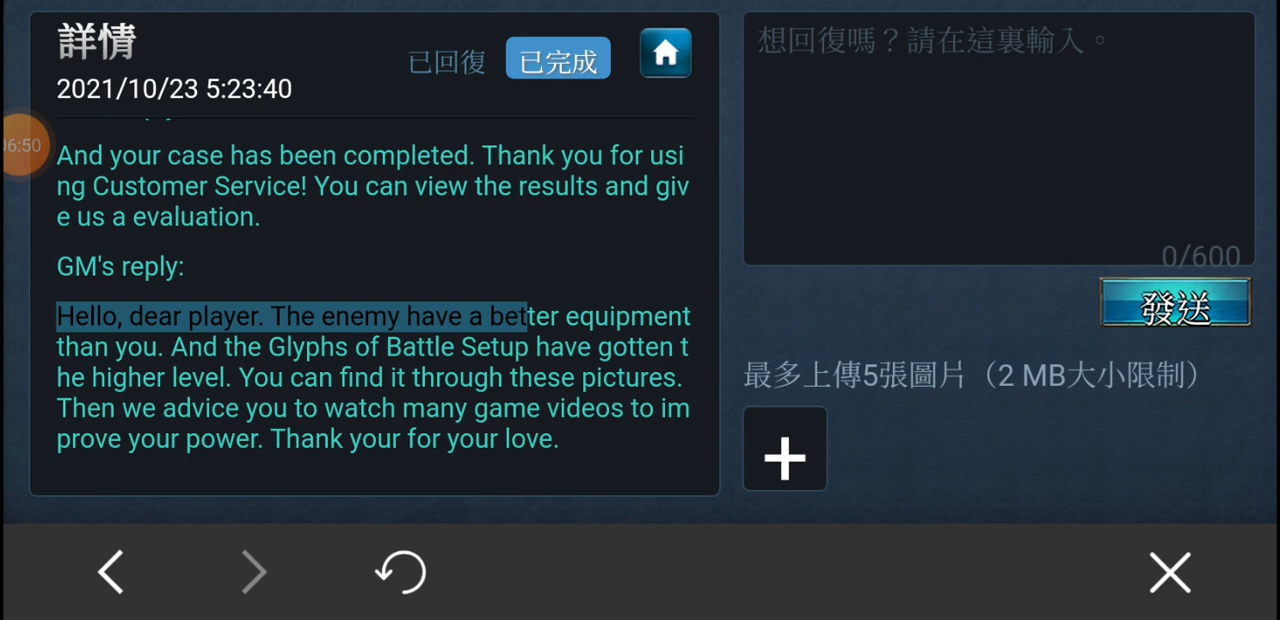 詳情
已回復
已完成
2021/10/23 5:23:40
06:50
And your case has been completed. Thank you for usi
ng Customer Service! You can view the results and giv
e us a evaluation.
GM's reply:
Hello, dear player. The enemy have a better equipment
than you. And the Glyphs of Battle Setup have gotten t
he higher level. You can find it through these pictures.
Then we advice you to watch many game videos to im
prove your power. Thank your for your love.
想回復嗎？請在這裏輸入。
0/600
發送
最多上傳5張圖片（2 MB大小限制）